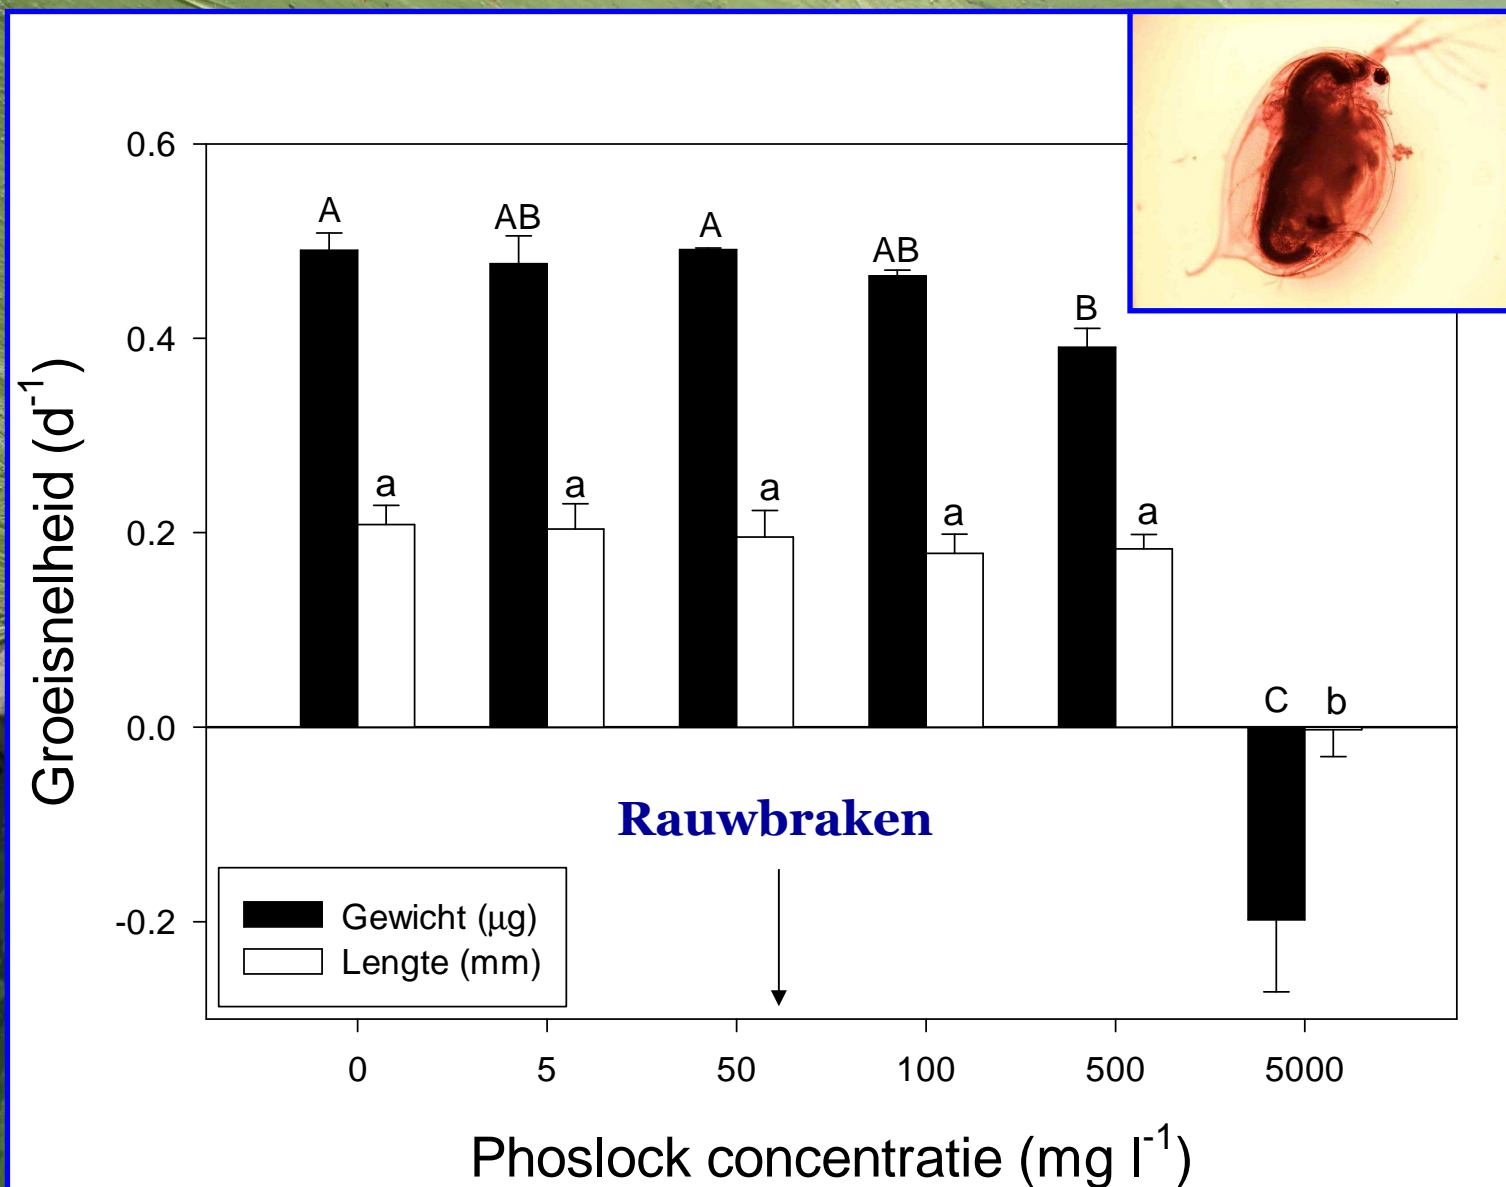 0.6
0.4
0.2
0.0
-0.2
Groeisnelheid (d⁻¹)
A
a
AB
a
A
a
AB
a
B
a
C
b
Rauwbraken
Gewicht (μg)
Lengte (mm)
0 5 50 100 500 5000
Phoslock concentratie (mg l⁻¹)